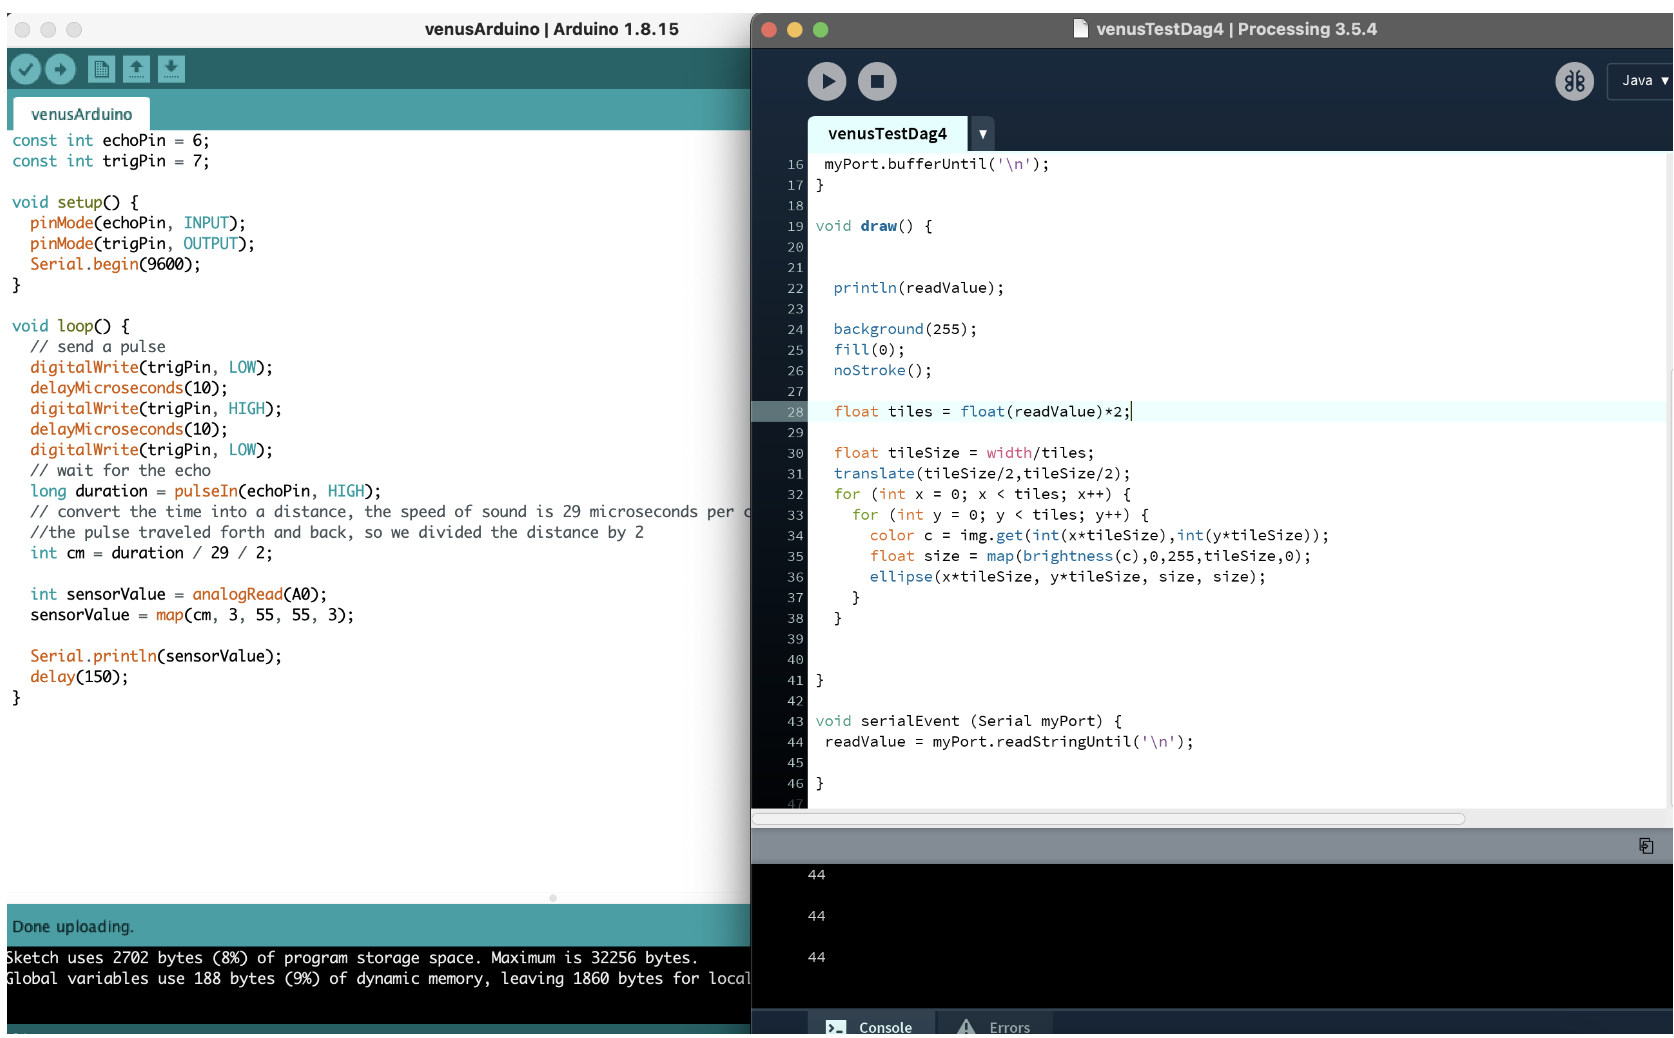 venusArduino | Arduino 1.8.15
venusArduino
const int echoPin = 6;
const int trigPin = 7;
void setup() {
pinMode(echoPin, INPUT);
pinMode(trigPin, OUTPUT);
Serial.begin(9600);
}
void loop() {
// send a pulse
digitalWrite(trigPin, LOW);
delayMicroseconds(10);
digitalWrite(trigPin, HIGH);
delayMicroseconds(10);
digitalWrite(trigPin, LOW);
// wait for the echo
long duration = pulseIn(echoPin, HIGH);
// convert the time into a distance, the speed of sound is 29 microseconds per c
//the pulse traveled forth and back, so we divided the distance by 2
int cm = duration / 29 / 2;
int sensorValue = analogRead(A0);
sensorValue = map(cm, 3, 55, 55, 3);
Serial.println(sensorValue);
delay(150);
}
Done uploading.
Sketch uses 2702 bytes (8%) of program storage space. Maximum is 32256 bytes.
Global variables use 188 bytes (9%) of dynamic memory, leaving 1860 bytes for local
venusTestDag4 | Processing 3.5.4
Java
venusTestDag4
16 myPort.bufferUntil('\n');
17 }
18
19 void draw() {
20
21
22 println(readValue);
23
24 background(255);
25 fill(0);
26 noStroke();
27
28 float tiles = float(readValue)*2;
29
30 float tileSize = width/tiles;
31 translate(tileSize/2,tileSize/2);
32 for (int x = 0; x < tiles; x++) {
33 for (int y = 0; y < tiles; y++) {
34 color c = img.get(int(x*tileSize),int(y*tileSize));
35 float size = map(brightness(c),0,255,tileSize,0);
36 ellipse(x*tileSize, y*tileSize, size, size);
37 }
38 }
39
40
41 }
42
43 void serialEvent (Serial myPort) {
44 readValue = myPort.readStringUntil('\n');
45
46 }
47
44
44
44
Console
Errors